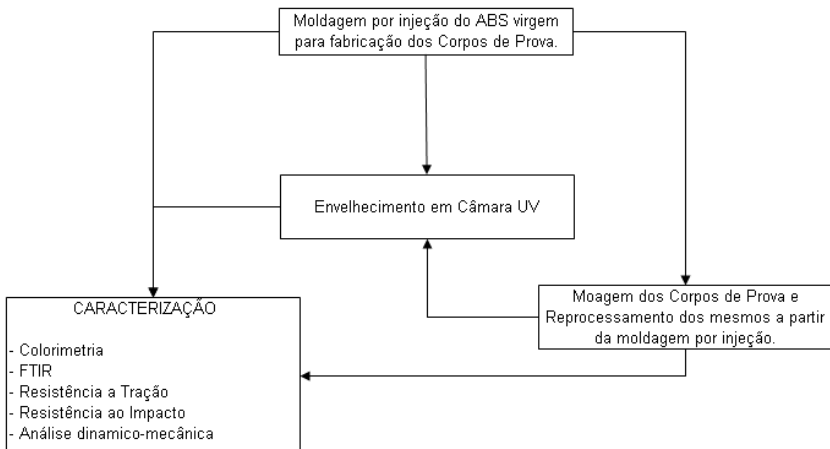 Moldagem por injeção do ABS virgem
para fabricação dos Corpos de Prova.
Envelhecimento em Câmara UV
Moagem dos Corpos de Prova e
Reprocessamento dos mesmos a partir
da moldagem por injeção.
CARACTERIZAÇÃO
- Colorimetria
- FTIR
- Resistência a Tração
- Resistência ao Impacto
- Análise dinamico-mecânica